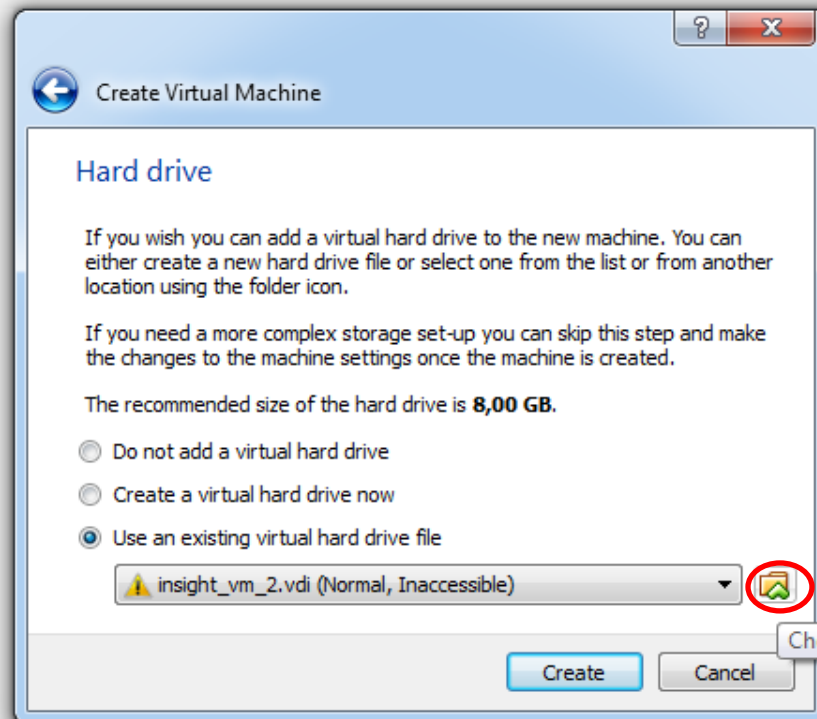 ?
Create Virtual Machine
Hard drive
If you wish you can add a virtual hard drive to the new machine. You can
either create a new hard drive file or select one from the list or from another
location using the folder icon.
If you need a more complex storage set-up you can skip this step and make
the changes to the machine settings once the machine is created.
The recommended size of the hard drive is 8,00 GB.
Do not add a virtual hard drive
Create a virtual hard drive now
Use an existing virtual hard drive file
insight_vm_2.vdi (Normal, Inaccessible)
Ch
Create Cancel